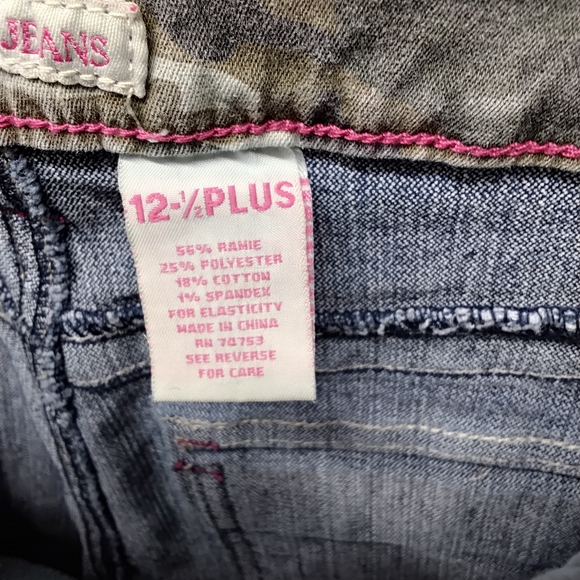 JEANS
12-½PLUS
56% RAMIE
25% POLYESTER
18% COTTON
1% SPANDEX
FOR ELASTICITY
MADE IN CHINA
RN 74753
SEE REVERSE
FOR CARE